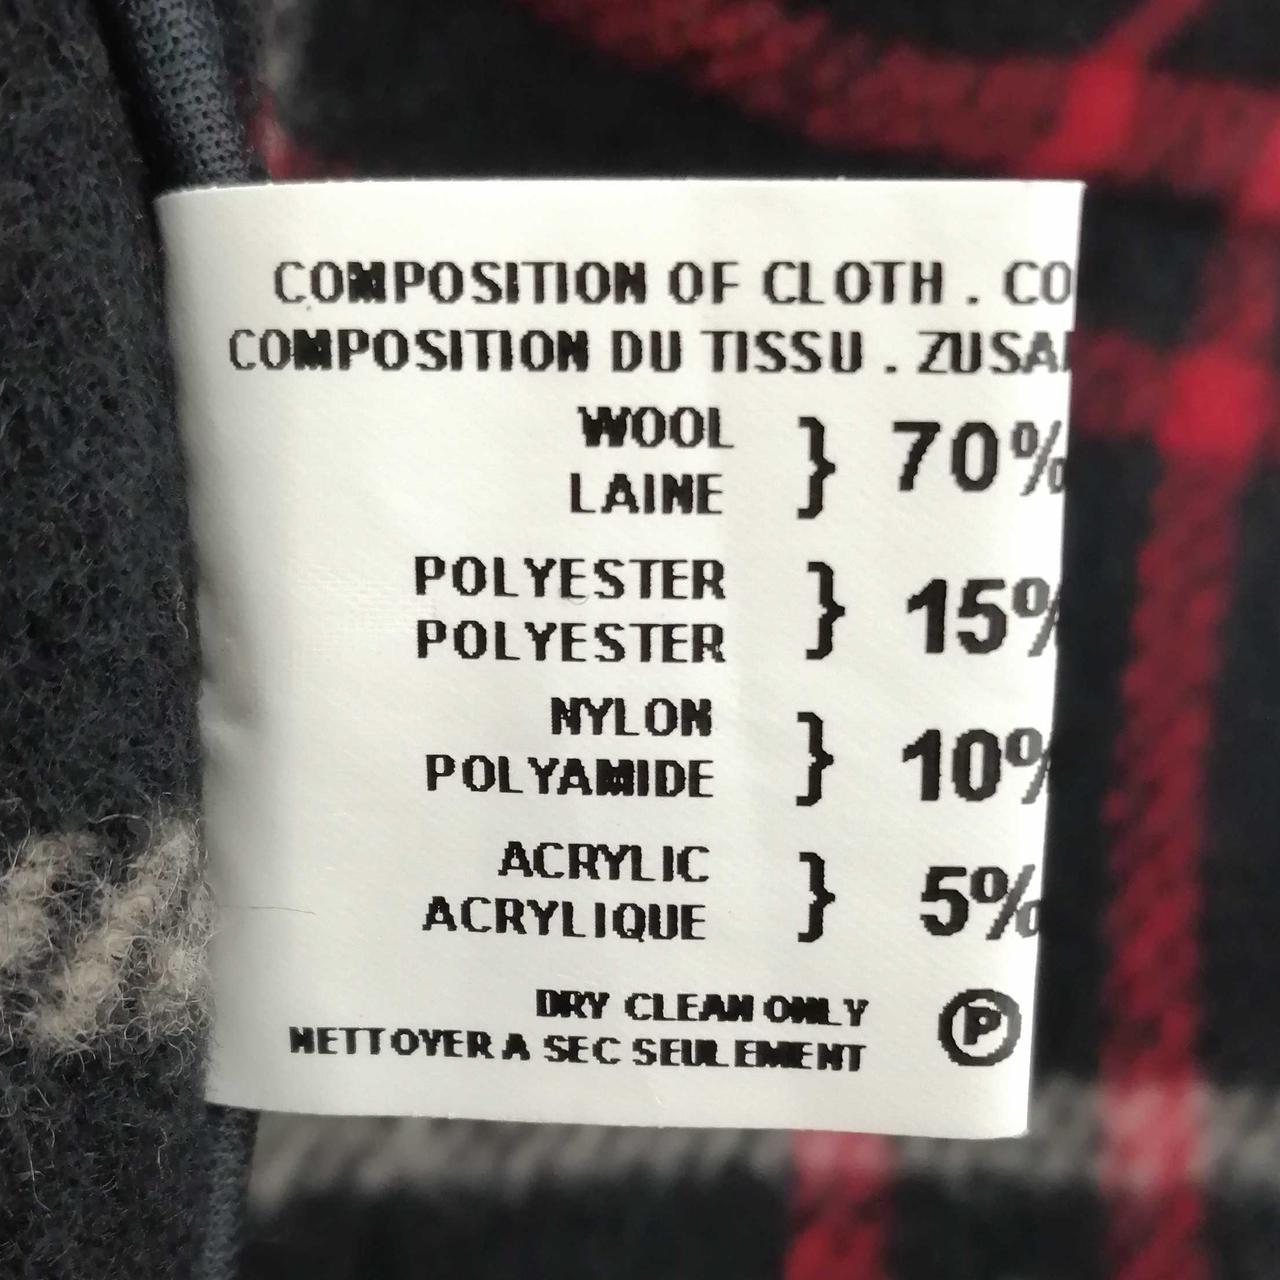 COMPOSITION OF CLOTH . CO
COMPOSITION DU TISSU . ZUSA
WOOL
LAINE } 70%
POLYESTER
POLYESTER } 15%
NYLON
POLYAMIDE } 10%
ACRYLIC
ACRYLIQUE } 5%
DRY CLEAN ONLY
NETTOYER A SEC SEULEMENT
P